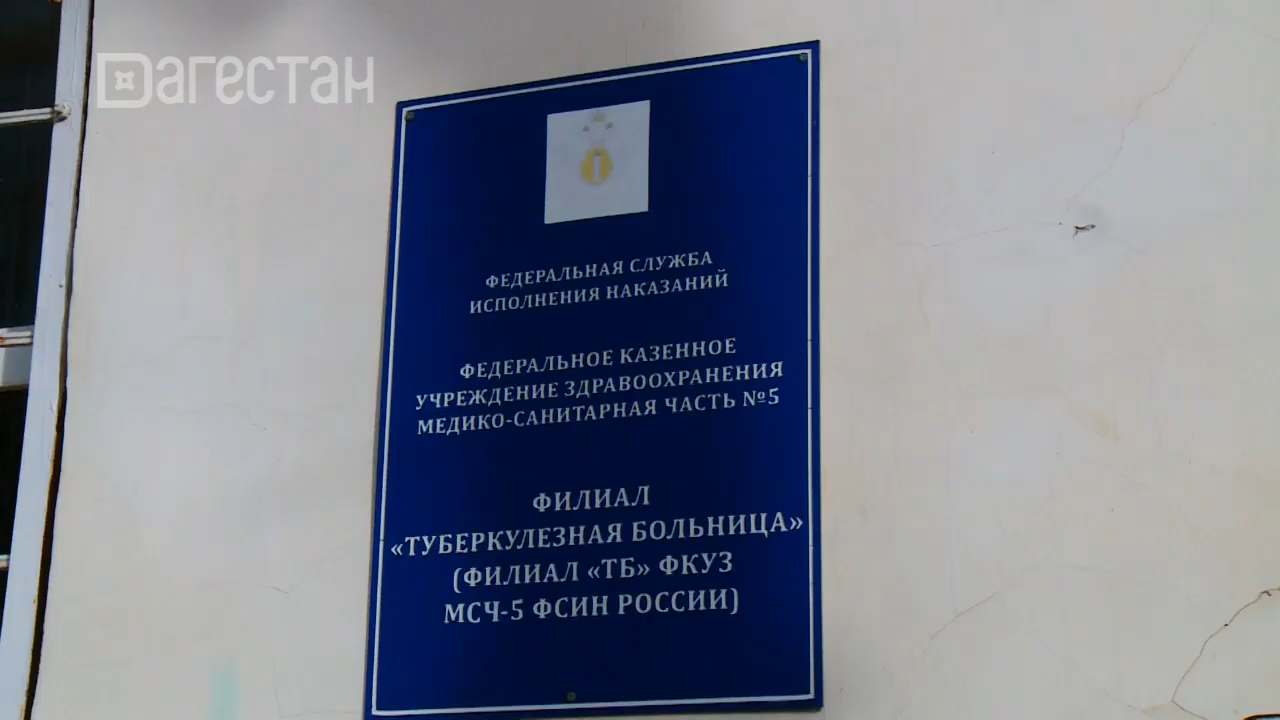 Дагестан
ФЕДЕРАЛЬНАЯ СЛУЖБА
ИСПОЛНЕНИЯ НАКАЗАНИЙ
ФЕДЕРАЛЬНОЕ КАЗЕННОЕ
УЧРЕЖДЕНИЕ ЗДРАВООХРАНЕНИЯ
МЕДИКО-САНИТАРНАЯ ЧАСТЬ №5
ФИЛИАЛ
«ТУБЕРКУЛЕЗНАЯ БОЛЬНИЦА»
(ФИЛИАЛ «ТБ» ФКУЗ
МСЧ-5 ФСИН РОССИИ)